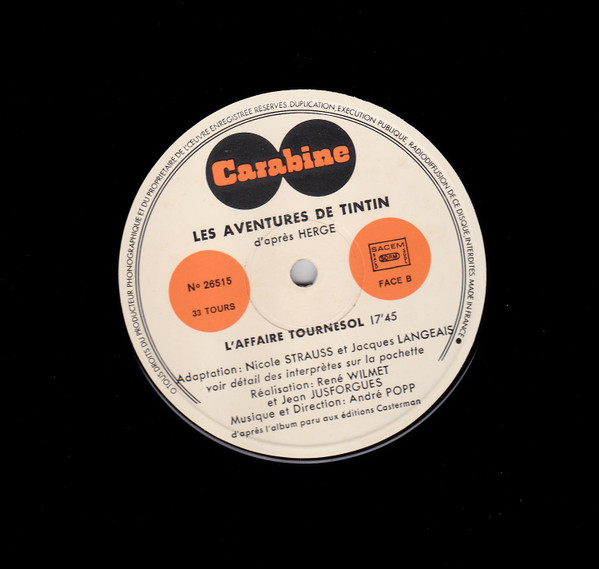 TOUS DROITS DU PRODUCTEUR PHONOGRAPHIQUE ET DU PROPRIETAIRE DE L'ŒUVRE ENREGISTREE RESERVES. DUPLICATION, EXECUTION PUBLIQUE, RADIODIFFUSION DE CE DISQUE, INTERDITES. MADE IN FRANCE
Carabine
LES AVENTURES DE TINTIN
d'après HERGE
Nº 26515
33 TOURS
SACEM
FACE B
L'AFFAIRE TOURNESOL 17'45
Adaptation: Nicole STRAUSS et Jacques LANGEAIS
voir détail des interprètes sur la pochette
Réalisation: René WILMET
et Jean JUSFORGUES
Musique et Direction: André POPP
d'après l'album paru aux éditions Casterman